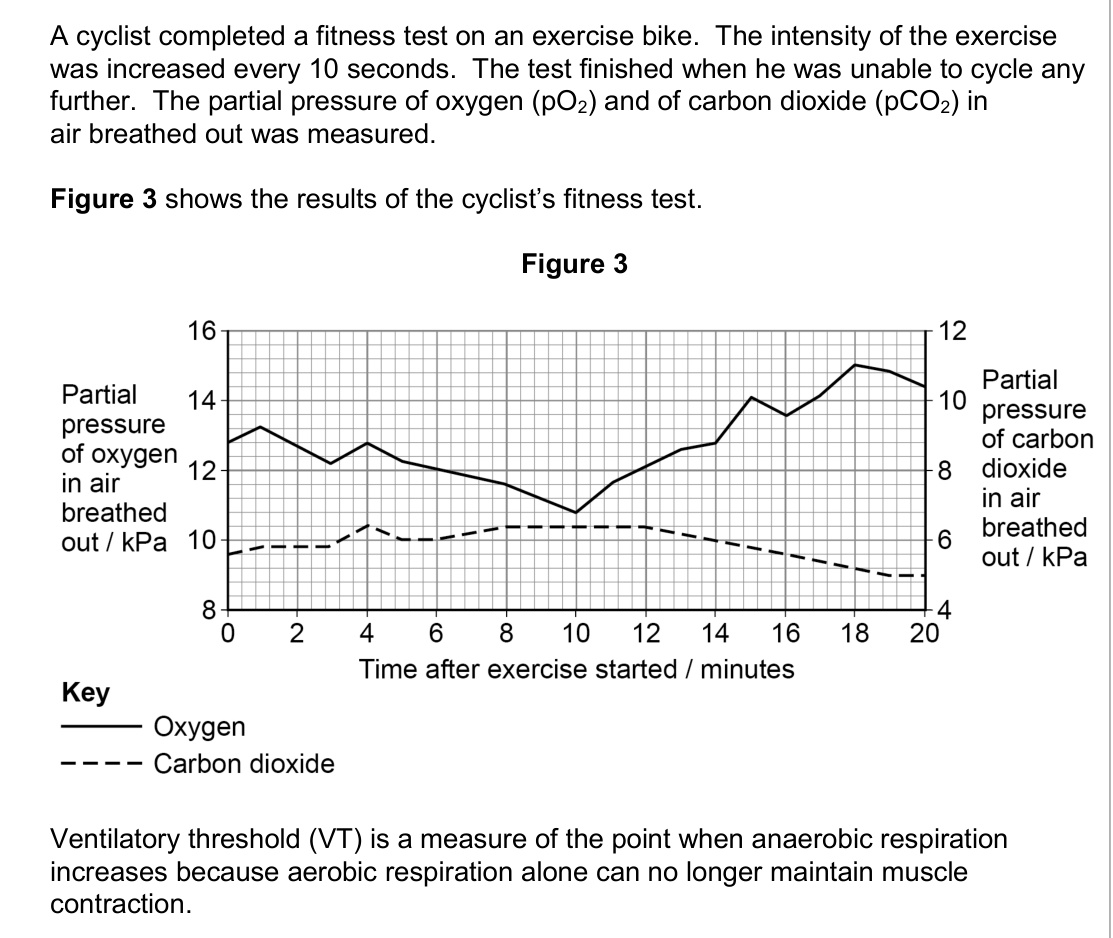 A cyclist completed a fitness test on an exercise bike. The intensity of the exercise
was increased every 10 seconds. The test finished when he was unable to cycle any
further. The partial pressure of oxygen (pO₂) and of carbon dioxide (pCO₂) in
air breathed out was measured.
Figure 3 shows the results of the cyclist's fitness test.
Figure 3
Partial
pressure
of oxygen
in air
breathed
out / kPa
16
14
12
10
8
12
10
8
6
4
Partial
pressure
of carbon
dioxide
in air
breathed
out / kPa
0 2 4 6 8 10 12 14 16 18 20
Time after exercise started / minutes
Key
Oxygen
Carbon dioxide
Ventilatory threshold (VT) is a measure of the point when anaerobic respiration
increases because aerobic respiration alone can no longer maintain muscle
contraction.